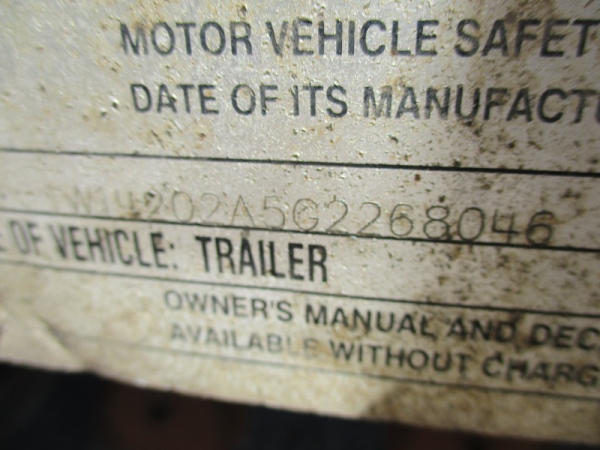 MOTOR VEHICLE SAFET
DATE OF ITS MANUFACTU
W14202A5G2268046
E OF VEHICLE: TRAILER
OWNER'S MANUAL AND DEC
AVAILABLE WITHOUT CHARG